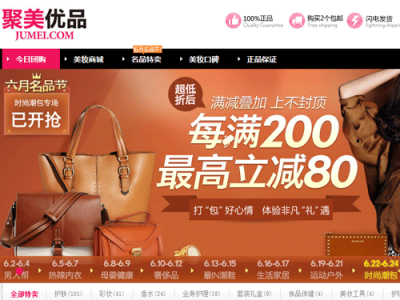 聚美优品
JUMEI.COM
100%正品
Quality Guarantee
购买2个包邮
Free shipping
闪电发货
lightning shipping
今日团购
美妆商城
名品特卖
美妆口碑
正品保证
六月名品节
时尚潮包专场
已开抢
超低折后
满减叠加 上不封顶
每满200
最高立减80
打“包”好心情 体验非凡“礼”遇
6.2-6.4 6.5-6.7 6.8-6.9 6.10-6.12 6.13-6.15 6.16-6.18 6.19-6.21 6.22-6.24
男人帮 热辣内衣 母婴健康 奢侈品 最IN潮鞋 生活家居 运动户外 时尚潮包
全部特卖 护肤(101) 彩妆(41) 香水(24) 全身护理(18) 套装礼盒(9) 食品保健(4) 美妆工具(6)